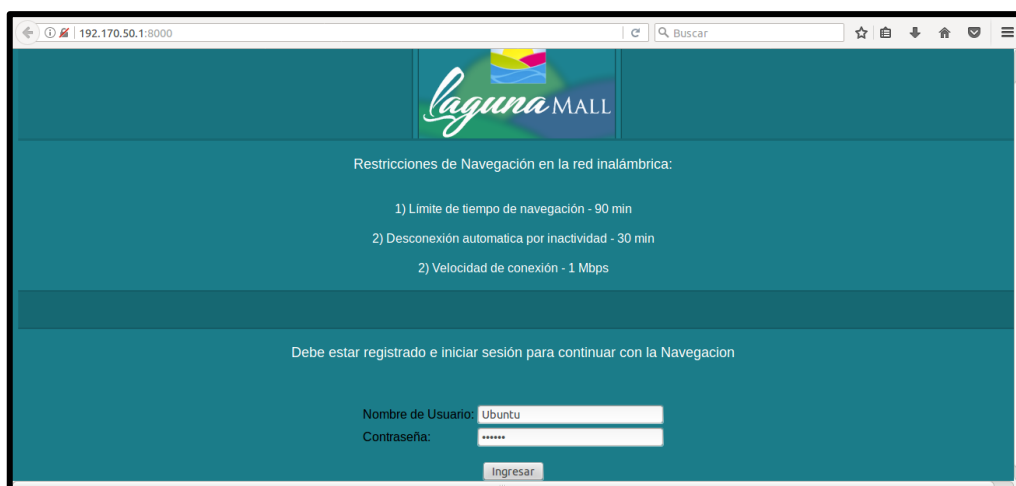 192.170.50.1:8000
Buscar
laguna MALL
Restricciones de Navegación en la red inalámbrica:
1) Límite de tiempo de navegación - 90 min
2) Desconexión automatica por inactividad - 30 min
2) Velocidad de conexión - 1 Mbps
Debe estar registrado e iniciar sesión para continuar con la Navegacion
Nombre de Usuario: Ubuntu
Contraseña: ••••••
Ingresar